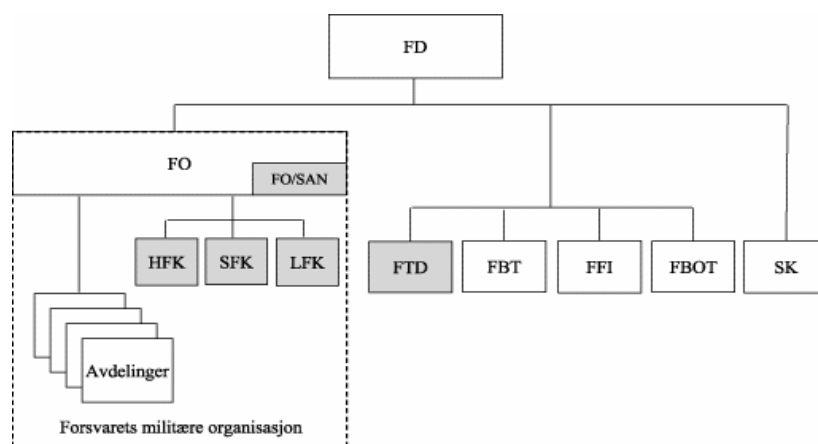 FD
FO
FO/SAN
HFK
SFK
LFK
FTD
FBT
FFI
FBOT
SK
Avdelinger
Forsvarets militære organisasjon